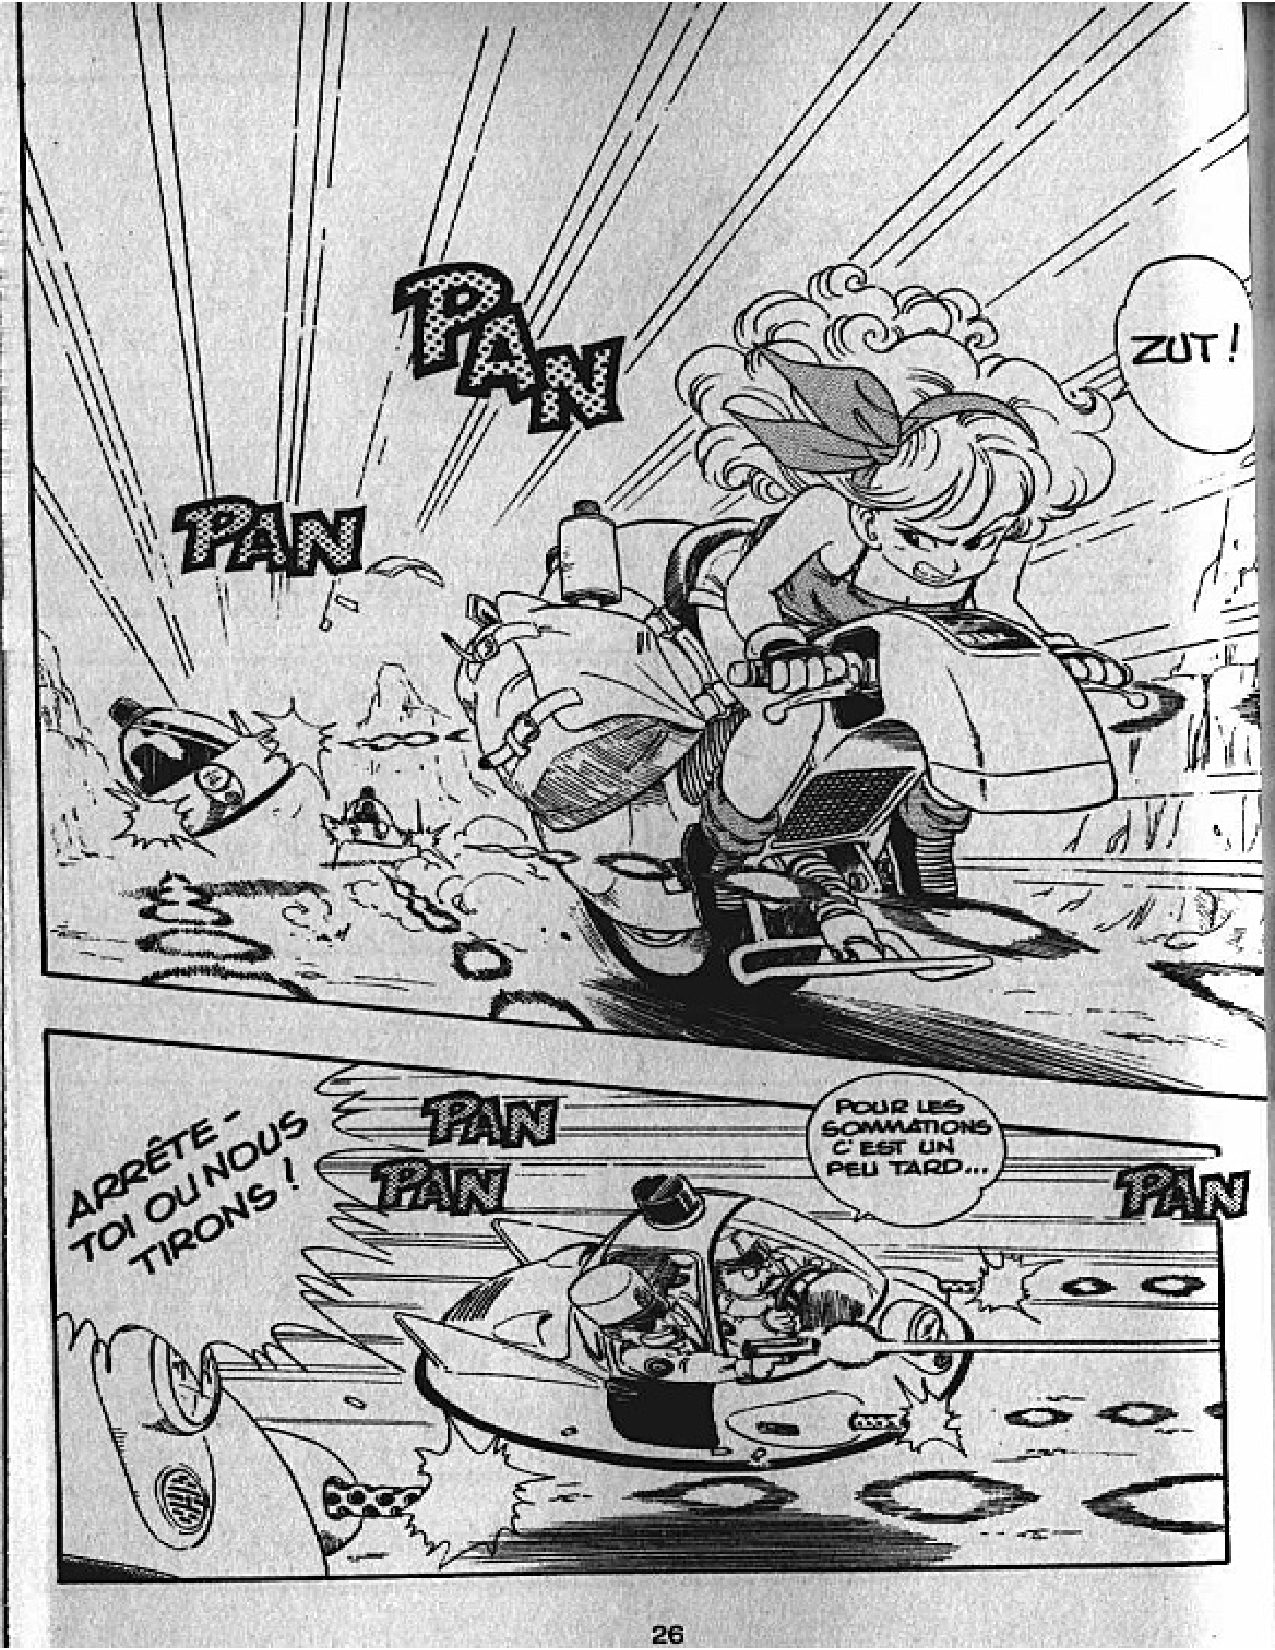 PAN
ZUT !
PAN
ARRÊTE-
TOI OU NOUS
TIRONS !
PAN
PAN
POUR LES
SOMMATIONS
C'EST UN
PEU TARD...
PAN
26